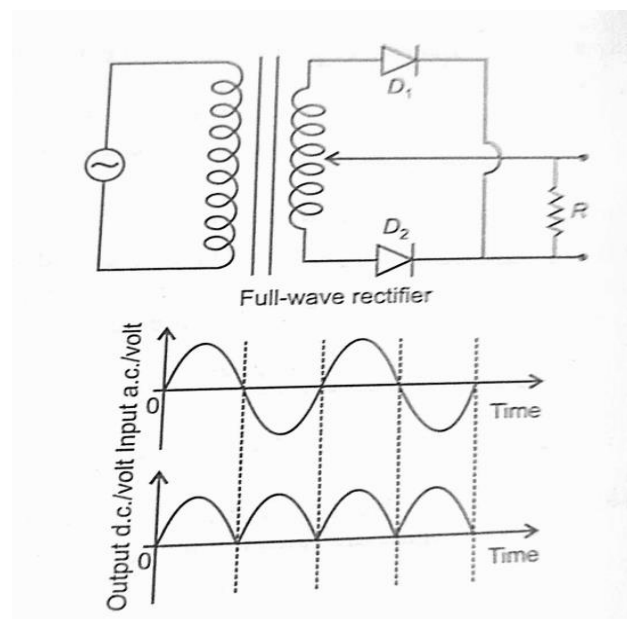 D₁
R
D₂
Full-wave rectifier
Input a.c./volt
0
Time
Output d.c./volt
0
Time